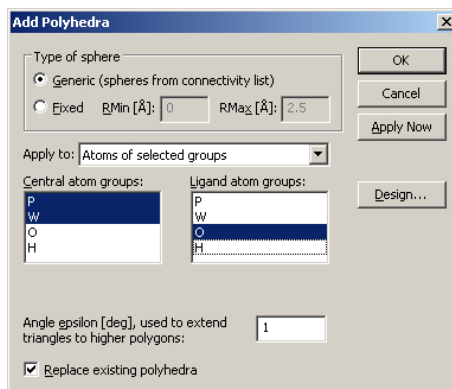 Add Polyhedra
Type of sphere
Generic (spheres from connectivity list)
Fixed RMin [Å]: 0 RMax [Å]: 2.5
OK
Cancel
Apply Now
Apply to: Atoms of selected groups
Central atom groups: Ligand atom groups:
P P
W W
O O
H H
Design...
Angle epsilon [deg], used to extend
triangles to higher polygons: 1
Replace existing polyhedra